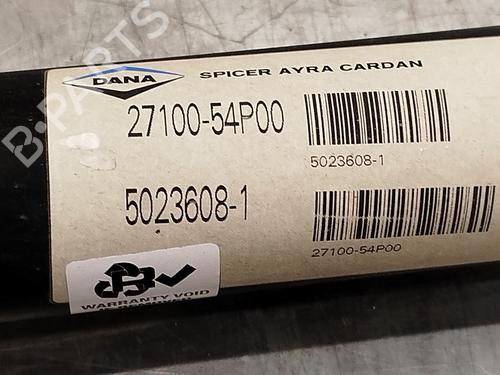 B-PARTS
DANA
SPICER AYRA CARDAN
27100-54P00
5023608-1
5023608-1
27100-54P00
WARRANTY VOID